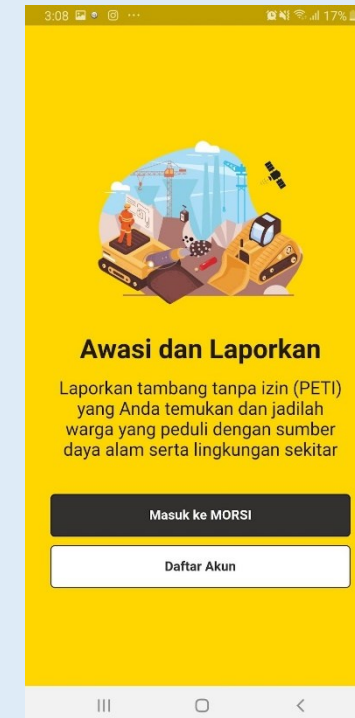 3:08
17%
Awasi dan Laporkan
Laporkan tambang tanpa izin (PETI)
yang Anda temukan dan jadilah
warga yang peduli dengan sumber
daya alam serta lingkungan sekitar
Masuk ke MORSI
Daftar Akun